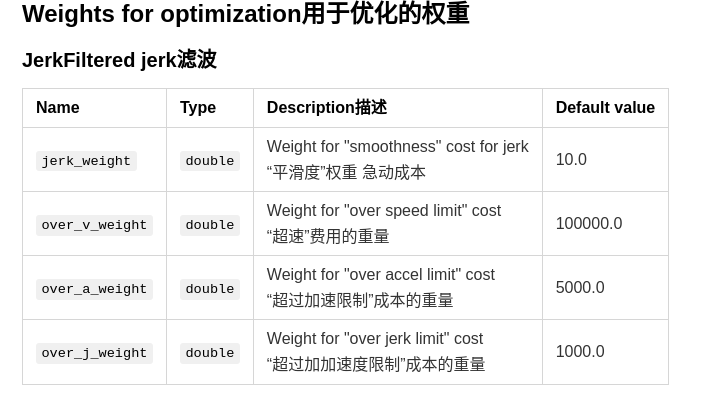 Weights for optimization用于优化的权重
JerkFiltered jerk滤波
Name Type Description描述 Default value
jerk_weight double Weight for "smoothness" cost for jerk 10.0
“平滑度”权重 急动成本
over_v_weight double Weight for "over speed limit" cost 100000.0
“超速”费用的重量
over_a_weight double Weight for "over accel limit" cost 5000.0
“超过加速限制”成本的重量
over_j_weight double Weight for "over jerk limit" cost 1000.0
“超过加加速度限制”成本的重量